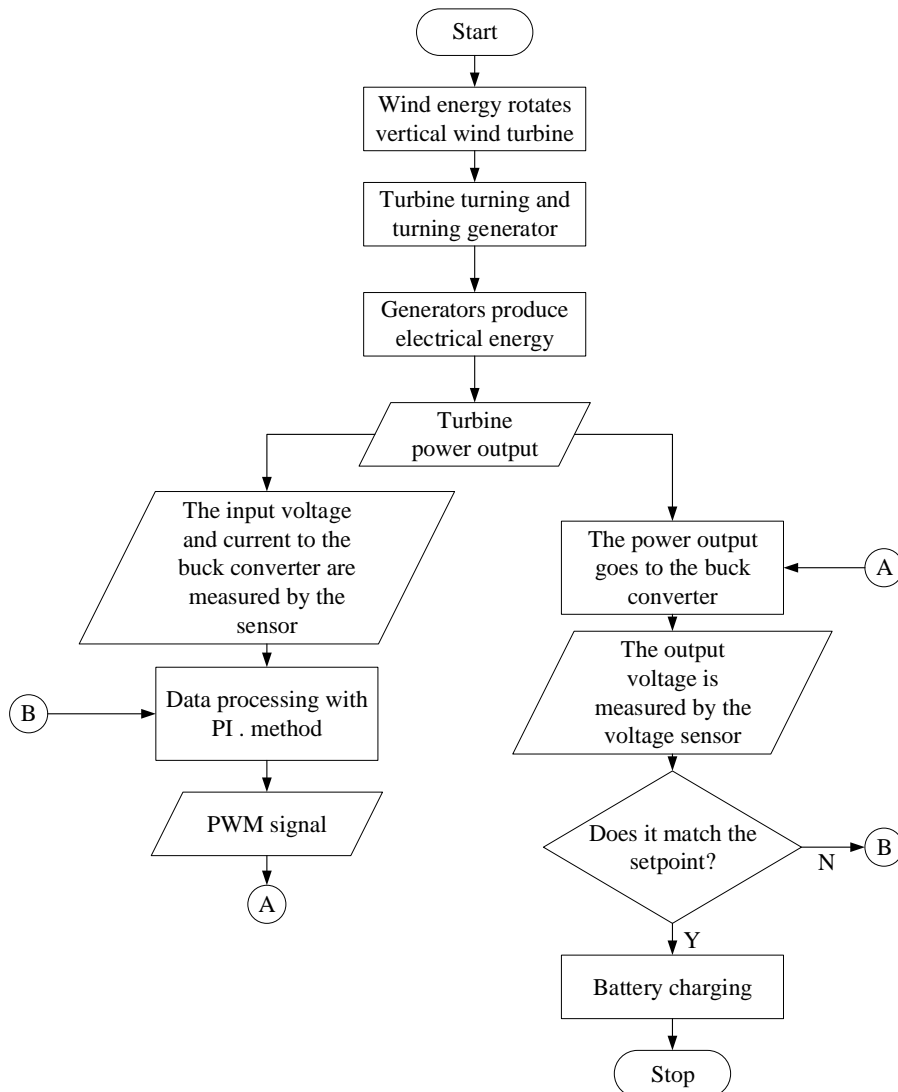 Start
Wind energy rotates
vertical wind turbine
Turbine turning and
turning generator
Generators produce
electrical energy
Turbine
power output
The input voltage
and current to the
buck converter are
measured by the
sensor
B
Data processing with
PI . method
PWM signal
A
The power output
goes to the buck
converter
A
The output
voltage is
measured by the
voltage sensor
Does it match the
setpoint?
N
B
Y
Battery charging
Stop